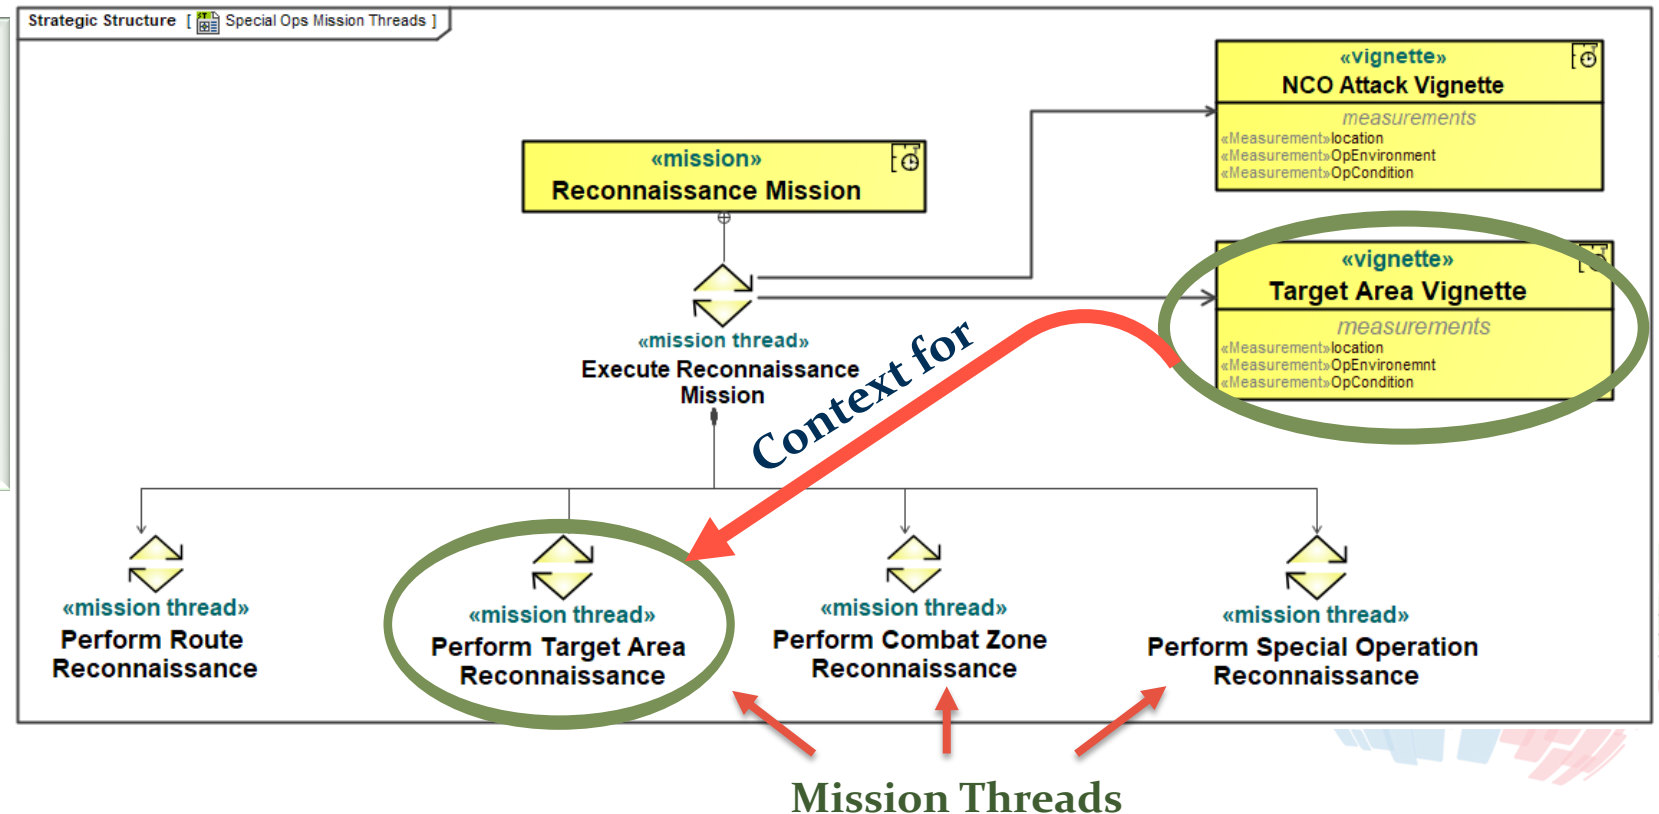 Strategic Structure [ Special Ops Mission Threads ]
«vignette»
NCO Attack Vignette
measurements
«Measurement»location
«Measurement»OpEnvironment
«Measurement»OpCondition
«mission»
Reconnaissance Mission
«vignette»
Target Area Vignette
measurements
«Measurement»location
«Measurement»OpEnvironemnt
«Measurement»OpCondition
«mission thread»
Execute Reconnaissance
Mission
Context for
«mission thread»
Perform Route
Reconnaissance
«mission thread»
Perform Target Area
Reconnaissance
«mission thread»
Perform Combat Zone
Reconnaissance
«mission thread»
Perform Special Operation
Reconnaissance
Mission Threads